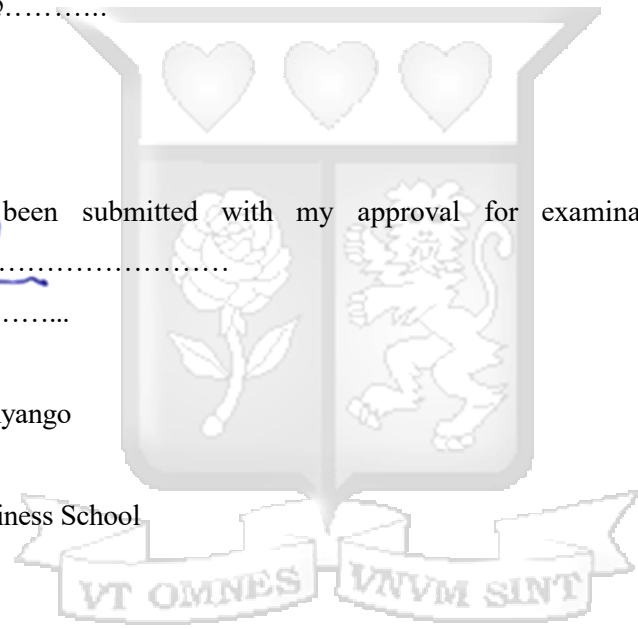 been submitted with my approval for examina
yango
iness School
VT OMNES VNVM SINT